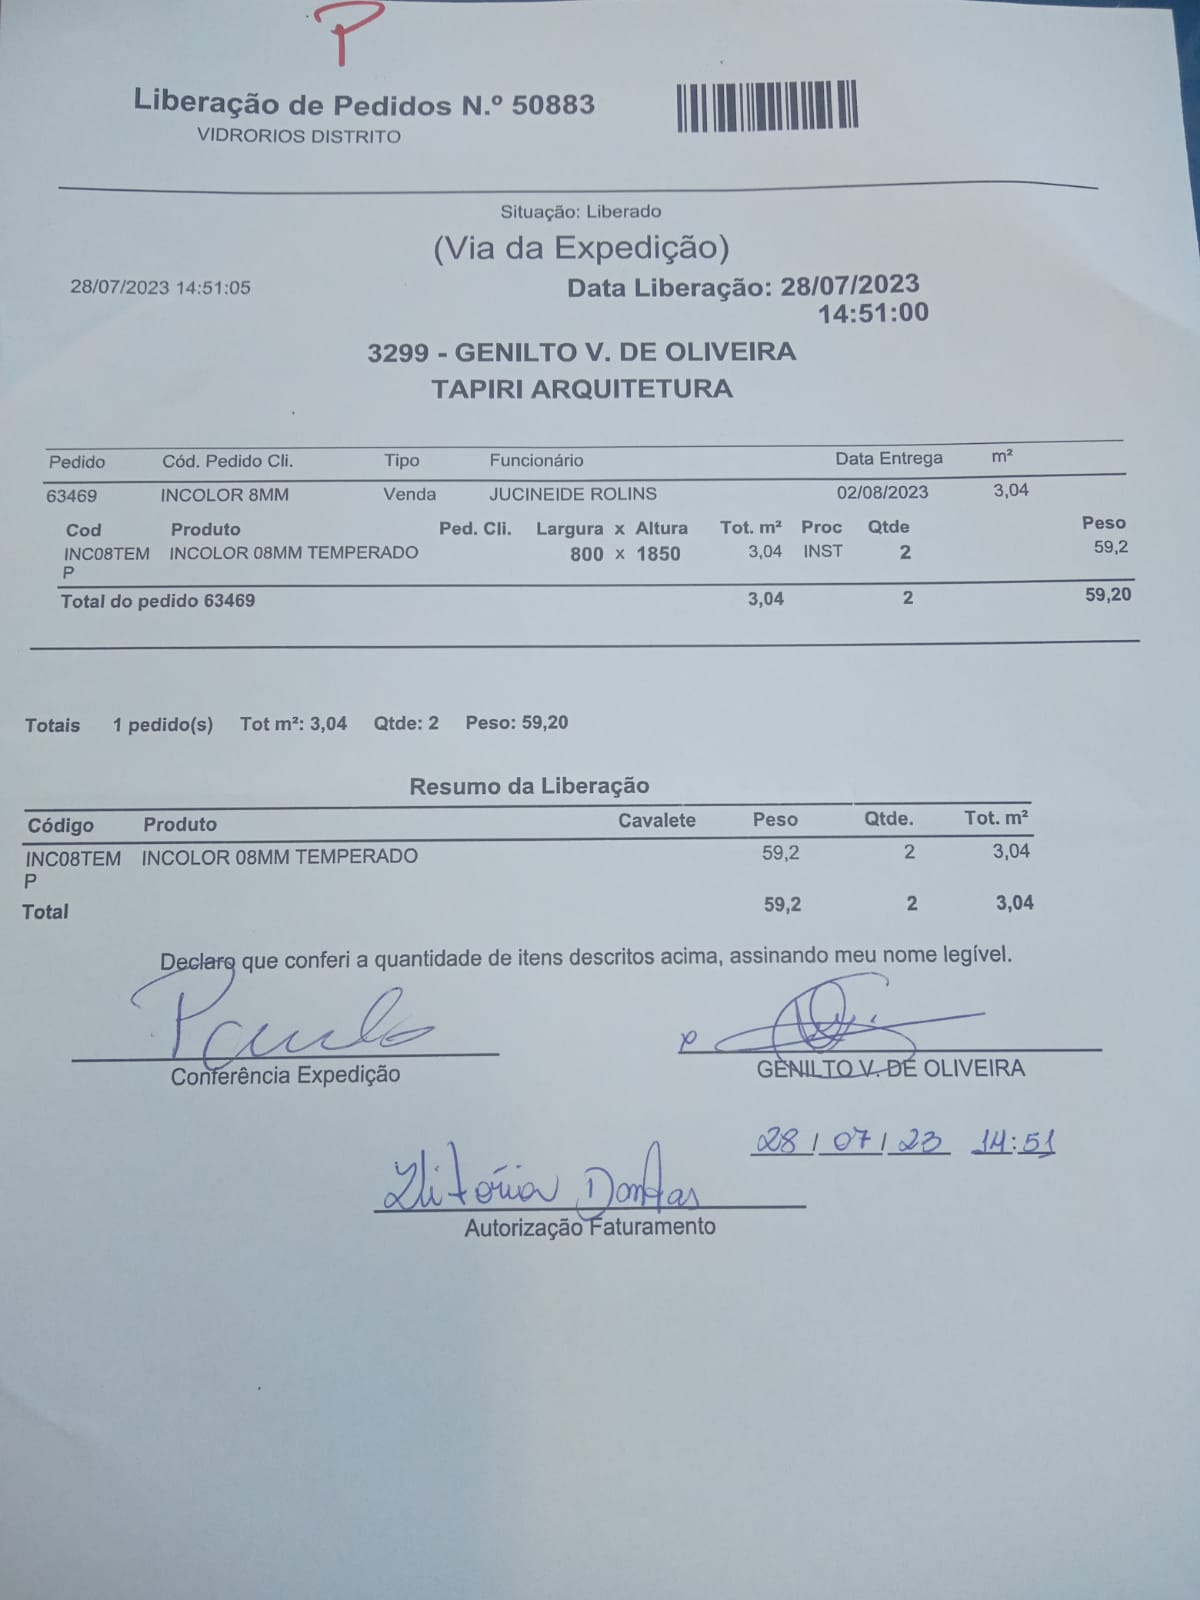 P
Liberação de Pedidos N.º 50883
VIDRORIOS DISTRITO
Situação: Liberado
(Via da Expedição)
28/07/2023 14:51:05 Data Liberação: 28/07/2023
14:51:00
3299 - GENILTO V. DE OLIVEIRA
TAPIRI ARQUITETURA
Pedido Cód. Pedido Cli. Tipo Funcionário Data Entrega m²
63469 INCOLOR 8MM Venda JUCINEIDE ROLINS 02/08/2023 3,04
Cod Produto Ped. Cli. Largura x Altura Tot. m² Proc Qtde Peso
INC08TEM INCOLOR 08MM TEMPERADO 800 x 1850 3,04 INST 2 59,2
P
Total do pedido 63469 3,04 2 59,20
Totais 1 pedido(s) Tot m²: 3,04 Qtde: 2 Peso: 59,20
Resumo da Liberação
Código Produto Cavalete Peso Qtde. Tot. m²
INC08TEM INCOLOR 08MM TEMPERADO 59,2 2 3,04
P
Total 59,2 2 3,04
Declaro que conferi a quantidade de itens descritos acima, assinando meu nome legível.
Paulo
Conferência Expedição GENILTO V. DE OLIVEIRA
28/07/23 14:51
Vitória Dantas
Autorização Faturamento